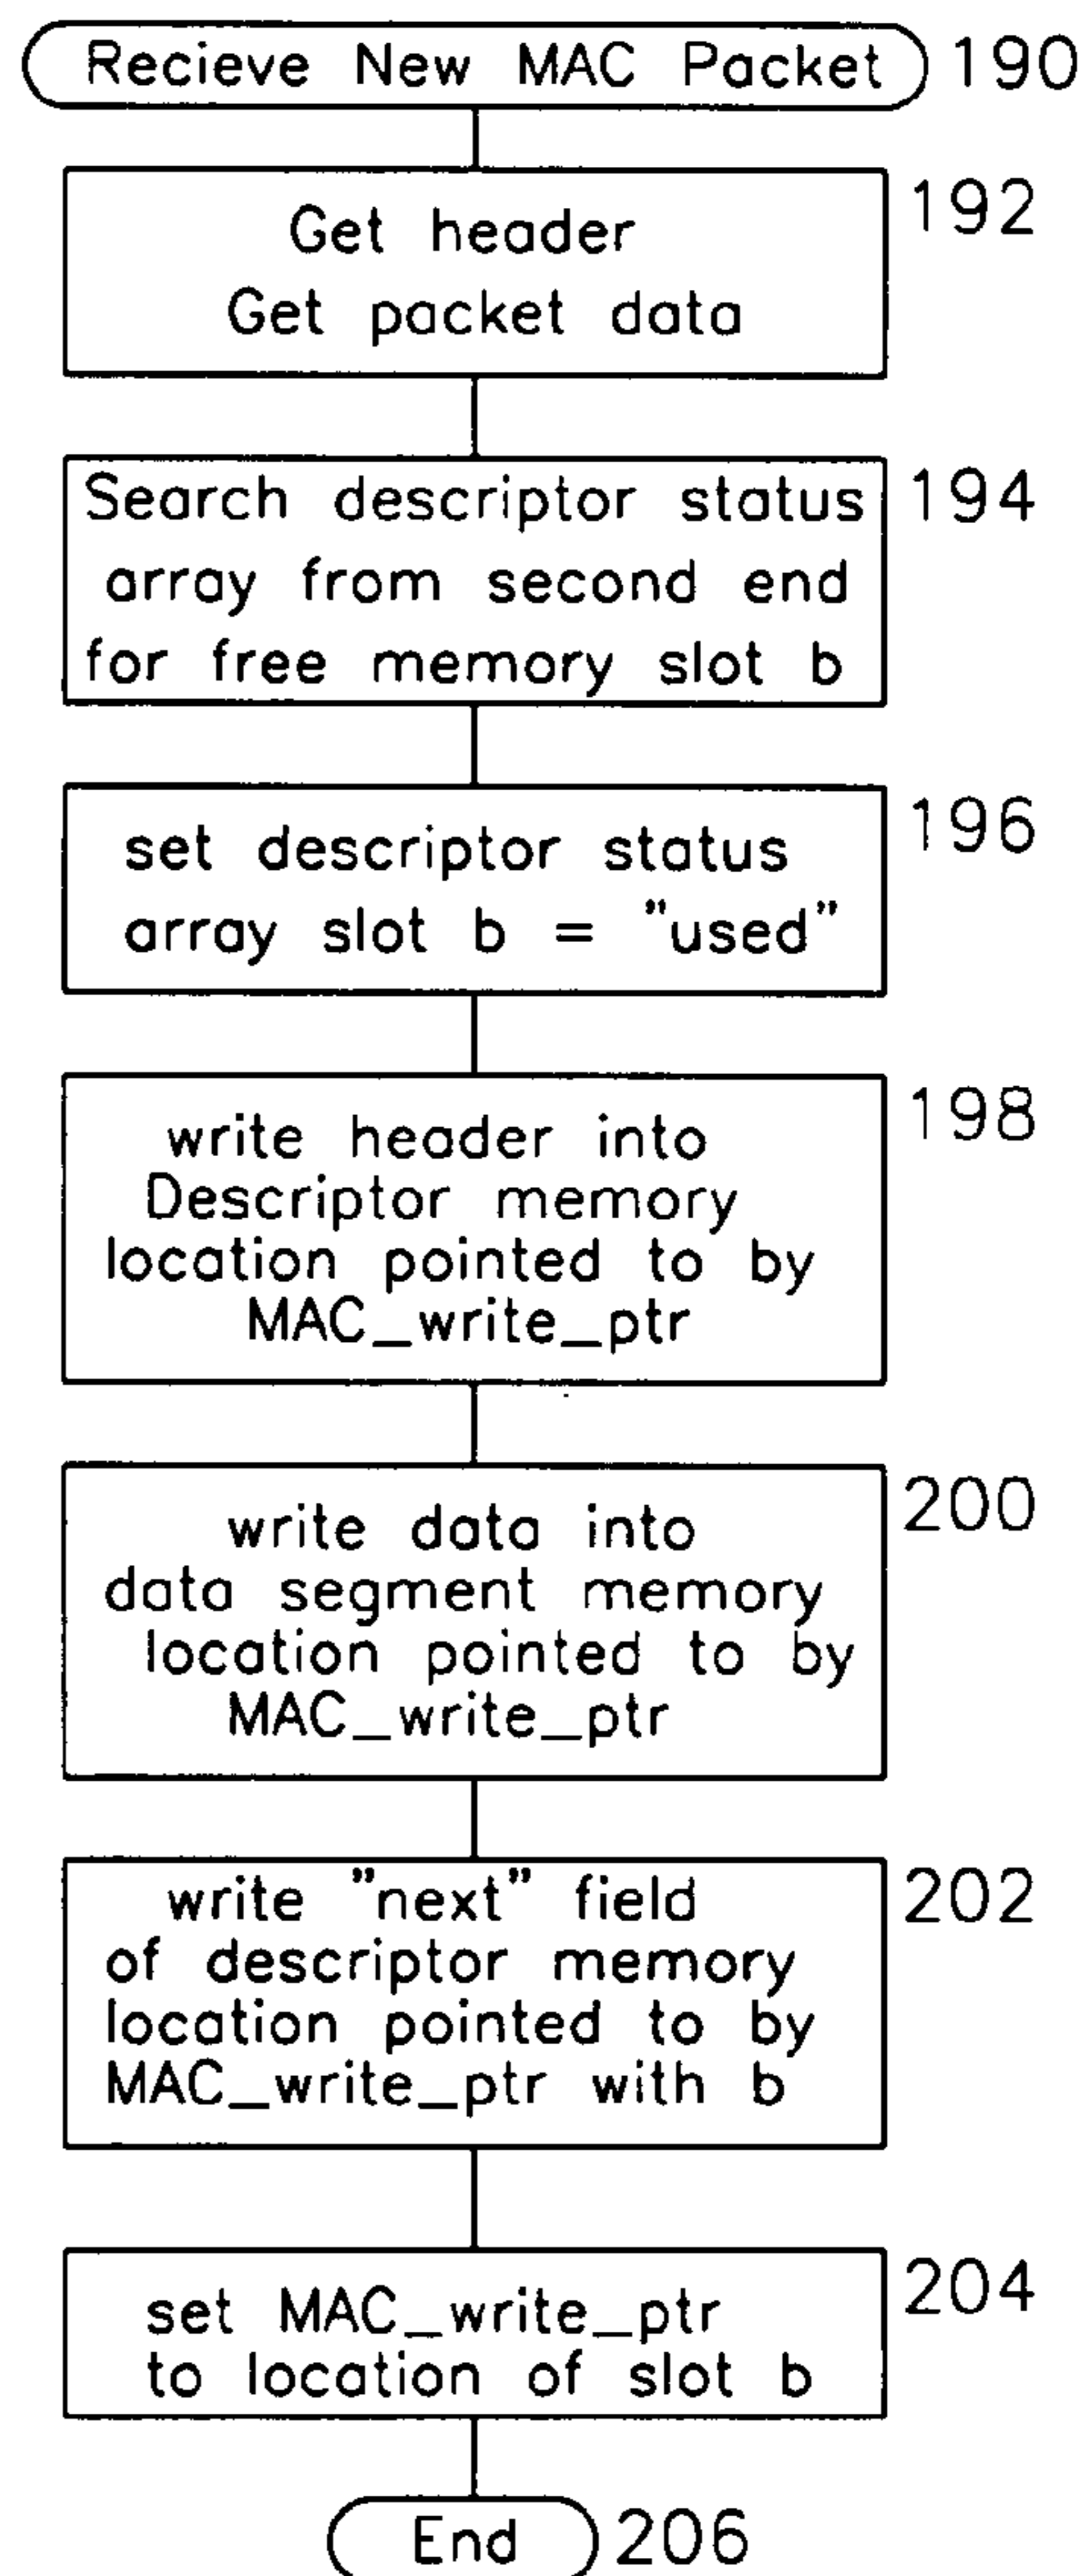 Recieve New MAC Packet 190
192
Get header
Get packet data
194
Search descriptor status
array from second end
for free memory slot b
196
set descriptor status
array slot b = "used"
198
write header into
Descriptor memory
location pointed to by
MAC_write_ptr
200
write data into
data segment memory
location pointed to by
MAC_write_ptr
202
write "next" field
of descriptor memory
location pointed to by
MAC_write_ptr with b
204
set MAC_write_ptr
to location of slot b
End 206